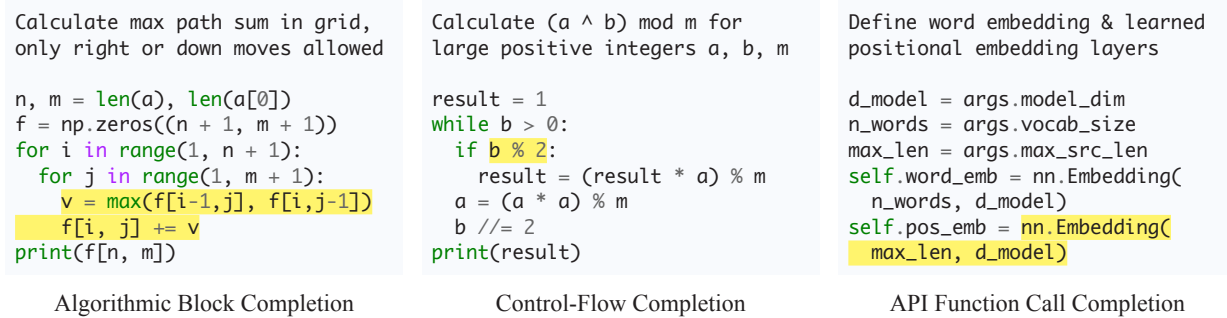 Calculate max path sum in grid,
only right or down moves allowed
n, m = len(a), len(a[0])
f = np.zeros((n + 1, m + 1))
for i in range(1, n + 1):
  for j in range(1, m + 1):
    v = max(f[i-1,j], f[i,j-1])
    f[i, j] += v
print(f[n, m])
Algorithmic Block Completion
Calculate (a ^ b) mod m for
large positive integers a, b, m
result = 1
while b > 0:
  if b % 2:
    result = (result * a) % m
  a = (a * a) % m
  b //= 2
print(result)
Control-Flow Completion
Define word embedding & learned
positional embedding layers
d_model = args.model_dim
n_words = args.vocab_size
max_len = args.max_src_len
self.word_emb = nn.Embedding(
  n_words, d_model)
self.pos_emb = nn.Embedding(
  max_len, d_model)
API Function Call Completion